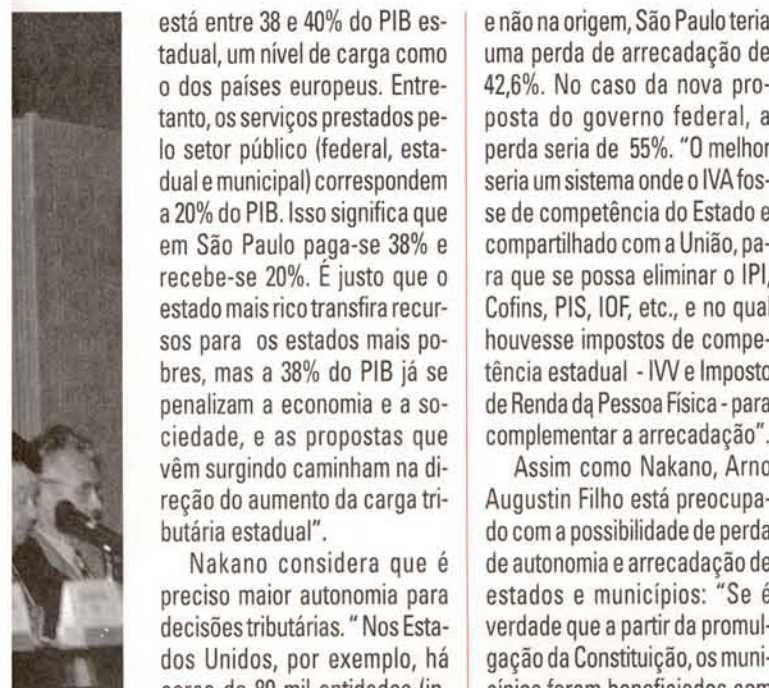 está entre 38 e 40% do PIB es-
tadual, um nível de carga como
o dos países europeus. Entre-
tanto, os serviços prestados pe-
lo setor público (federal, esta-
dual e municipal) correspondem
a 20% do PIB. Isso significa que
em São Paulo paga-se 38% e
recebe-se 20%. É justo que o
estado mais rico transfira recur-
sos para os estados mais po-
bres, mas a 38% do PIB já se
penalizam a economia e a so-
ciedade, e as propostas que
vêm surgindo caminham na di-
reção do aumento da carga tri-
butária estadual".
Nakano considera que é
preciso maior autonomia para
decisões tributárias. " Nos Esta-
dos Unidos, por exemplo, há
cerca de 80 mil entidades (in-
e não na origem, São Paulo teria
uma perda de arrecadação de
42,6%. No caso da nova pro-
posta do governo federal, a
perda seria de 55%. "O melhor
seria um sistema onde o IVA fos-
se de competência do Estado e
compartilhado com a União, pa-
ra que se possa eliminar o IPI,
Cofins, PIS, IOF, etc., e no qual
houvesse impostos de compe-
tência estadual - IVV e Imposto
de Renda da Pessoa Física - para
complementar a arrecadação".
Assim como Nakano, Arno
Augustin Filho está preocupa-
do com a possibilidade de perda
de autonomia e arrecadação de
estados e municípios: "Se é
verdade que a partir da promul-
gação da Constituição, os muni-
cípios foram beneficiados com